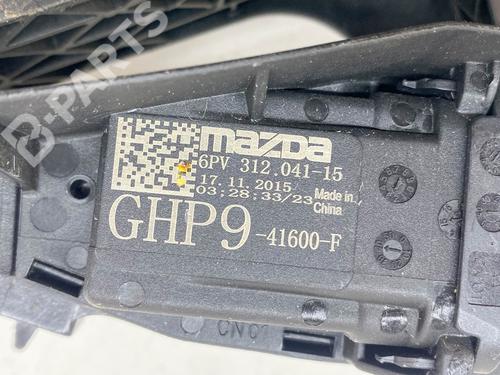 B-PARTS
mazda
6PV 312.041-15
17.11.2015
03:28:33/23
Made in
China
GHP9 -41600-F